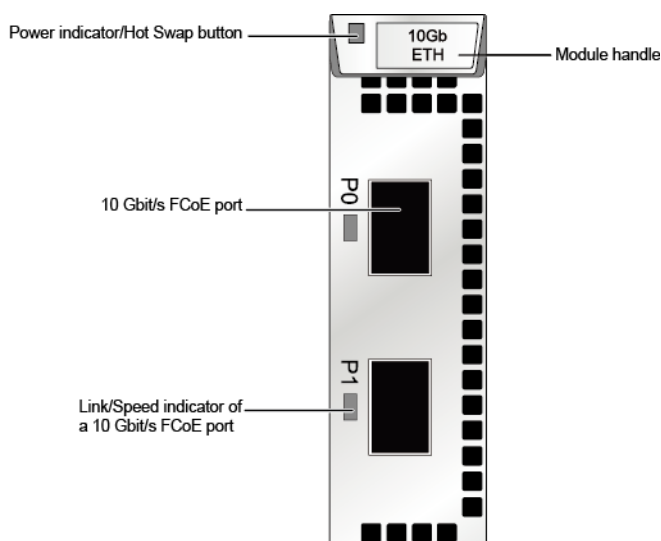 Power indicator/Hot Swap button
10Gb
ETH
Module handle
P0
10 Gbit/s FCoE port
P1
Link/Speed indicator of
a 10 Gbit/s FCoE port